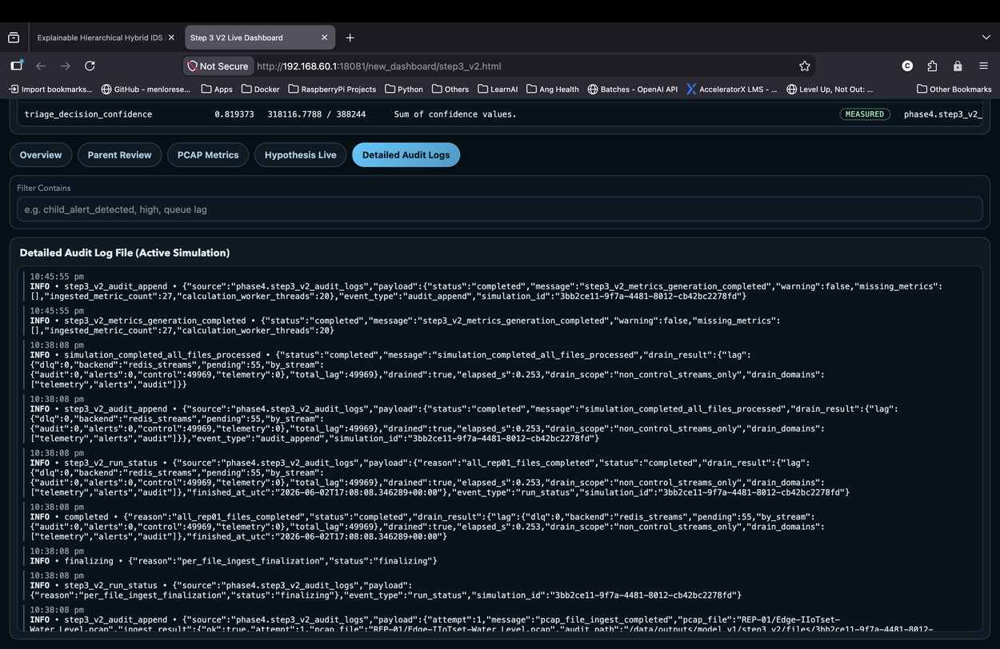 Explainable Hierarchical Hybrid IDS
Step 3 V2 Live Dashboard
Not Secure http://192.168.60.1:18081/new_dashboard/step3_v2.html
Import bookmarks... GitHub - menlorese... Apps Docker RaspberryPi Projects Python Others LearnAI Ang Health Batches - OpenAI API AcceleratorX LMS - ... Level Up, Not Out: ... Other Bookmarks
triage_decision_confidence 0.819373 318116.7788 / 388244 Sum of confidence values. MEASURED phase4.step3_v2_
Overview Parent Review PCAP Metrics Hypothesis Live Detailed Audit Logs
Filter Contains
e.g. child_alert_detected, high, queue lag
Detailed Audit Log File (Active Simulation)
10:45:55 pm
INFO • step3_v2_audit_append • {"source":"phase4.step3_v2_audit_logs","payload":{"status":"completed","message":"step3_v2_metrics_generation_completed","warning":false,"missing_metrics":
[],"ingested_metric_count":27,"calculation_worker_threads":20},"event_type":"audit_append","simulation_id":"3bb2ce11-9f7a-4481-8012-cb42bc2278fd"}
10:45:55 pm
INFO • step3_v2_metrics_generation_completed • {"status":"completed","message":"step3_v2_metrics_generation_completed","warning":false,"missing_metrics":
[],"ingested_metric_count":27,"calculation_worker_threads":20}
10:38:08 pm
INFO • simulation_completed_all_files_processed • {"status":"completed","message":"simulation_completed_all_files_processed","drain_result":{"lag":
{"dlq":0,"backend":"redis_streams","pending":55,"by_stream":
{"audit":0,"alerts":0,"control":49969,"telemetry":0},"total_lag":49969},"drained":true,"elapsed_s":0.253,"drain_scope":"non_control_streams_only","drain_domains":
["telemetry","alerts","audit"]}}
10:38:08 pm
INFO • step3_v2_audit_append • {"source":"phase4.step3_v2_audit_logs","payload":{"status":"completed","message":"simulation_completed_all_files_processed","drain_result":{"lag":
{"dlq":0,"backend":"redis_streams","pending":55,"by_stream":
{"audit":0,"alerts":0,"control":49969,"telemetry":0},"total_lag":49969},"drained":true,"elapsed_s":0.253,"drain_scope":"non_control_streams_only","drain_domains":
["telemetry","alerts","audit"]}},"event_type":"audit_append","simulation_id":"3bb2ce11-9f7a-4481-8012-cb42bc2278fd"}
10:38:08 pm
INFO • step3_v2_run_status • {"source":"phase4.step3_v2_audit_logs","payload":{"reason":"all_rep01_files_completed","status":"completed","drain_result":{"lag":
{"dlq":0,"backend":"redis_streams","pending":55,"by_stream":
{"audit":0,"alerts":0,"control":49969,"telemetry":0},"total_lag":49969},"drained":true,"elapsed_s":0.253,"drain_scope":"non_control_streams_only","drain_domains":
["telemetry","alerts","audit"]},"finished_at_utc":"2026-06-02T17:08:08.346289+00:00"},"event_type":"run_status","simulation_id":"3bb2ce11-9f7a-4481-8012-cb42bc2278fd"}
10:38:08 pm
INFO • completed • {"reason":"all_rep01_files_completed","status":"completed","drain_result":{"lag":{"dlq":0,"backend":"redis_streams","pending":55,"by_stream":
{"audit":0,"alerts":0,"control":49969,"telemetry":0},"total_lag":49969},"drained":true,"elapsed_s":0.253,"drain_scope":"non_control_streams_only","drain_domains":
["telemetry","alerts","audit"]},"finished_at_utc":"2026-06-02T17:08:08.346289+00:00"}
10:38:08 pm
INFO • finalizing • {"reason":"per_file_ingest_finalization","status":"finalizing"}
10:38:08 pm
INFO • step3_v2_run_status • {"source":"phase4.step3_v2_audit_logs","payload":
{"reason":"per_file_ingest_finalization","status":"finalizing"},"event_type":"run_status","simulation_id":"3bb2ce11-9f7a-4481-8012-cb42bc2278fd"}
10:38:08 pm
INFO • step3_v2_audit_append • {"source":"phase4.step3_v2_audit_logs","payload":{"attempt":1,"message":"pcap_file_ingest_completed","pcap_file":"REP-01/Edge-IIoTset-
Water_Level.pcap","ingest_result":{"ok":true,"attempt":1,"pcap_file":"REP-01/Edge-IIoTset-Water_Level.pcap","audit_path":"/data/outputs/model_v1/step3_v2/files/3bb2ce11-9f7a-4481-8012-